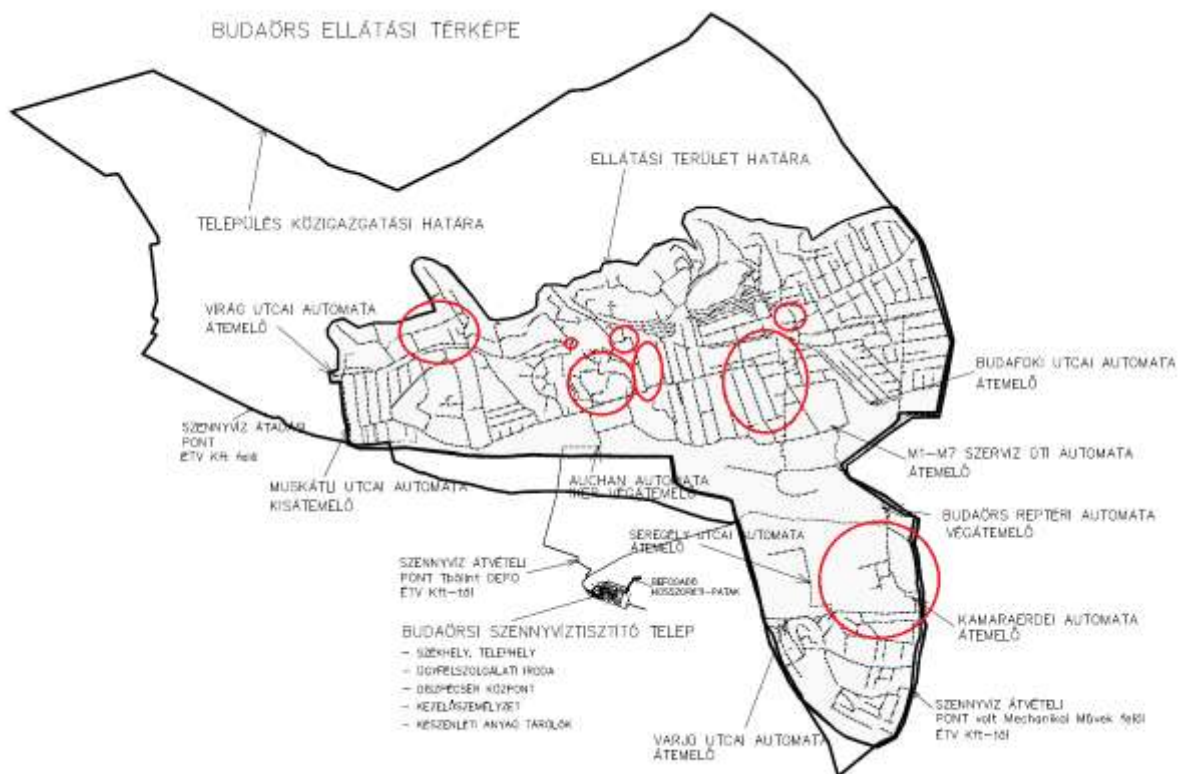 BUDAÖRS ELLÁTÁSI TÉRKÉPE
ELLÁTÁSI TERÜLET HATÁRA
TELEPÜLÉS KÖZIGAZGATÁSI HATÁRA
VIRÁG UTCAI AUTOMATA
ÁTEMELŐ
BUDAFOKI UTCAI AUTOMATA
ÁTEMELŐ
SZENNYVÍZ ÁTADÁSI
PONT
ÉTV Kft felé
M1-M7 SZERVIZ ÚTI AUTOMATA
ÁTEMELŐ
MUSKÁTLI UTCAI AUTOMATA
KISÁTEMELŐ
AUCHAN AUTOMATA
IKER VÉGÁTEMELŐ
BUDAÖRS REPTÉRI AUTOMATA
VÉGÁTEMELŐ
SEREGÉLY UTCAI AUTOMATA
ÁTEMELŐ
SZENNYVÍZ ÁTVÉTELI
PONT Tbálint DEPO
ÉTV Kft-től
BEFOGADÓ
HOSSZÚRÉTI-PATAK
KAMARAERDEI AUTOMATA
ÁTEMELŐ
BUDAÖRSI SZENNYVÍZTISZTÍTÓ TELEP
- SZÉKHELY, TELEPHELY
- ÜGYFÉLSZOLGÁLATI IRODA
- DISZPÉCSER KÖZPONT
- KEZELŐSZEMÉLYZET
- KÉSZENLÉTI ANYAG TÁROLÓK
SZENNYVÍZ ÁTVÉTELI
PONT volt Mechanikai Művek felől
ÉTV Kft-től
VARJÚ UTCAI AUTOMATA
ÁTEMELŐ